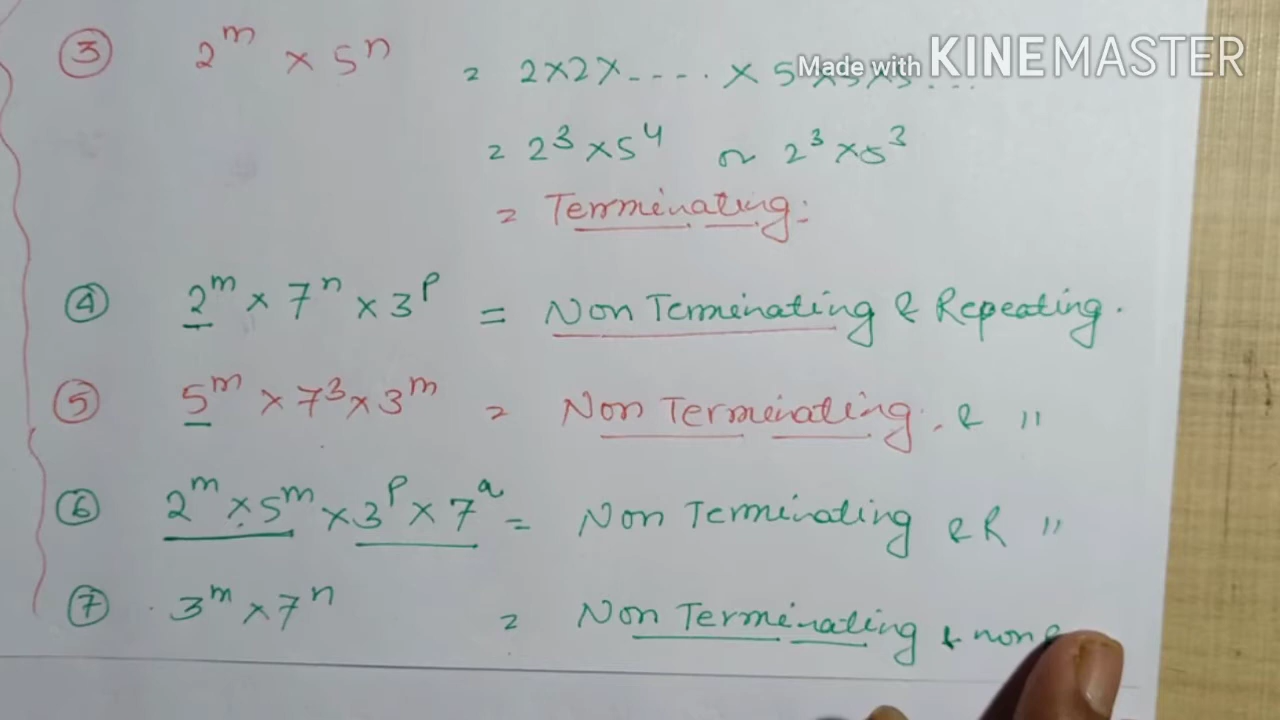 ③ 2^m × 5^n = 2×2×---- × 5×5×5---
Made with KINEMASTER
= 2^3 × 5^4 or 2^3 × 5^3
= Terminating.
④ 2^m × 7^n × 3^p = Non Terminating & Repeating.
⑤ 5^m × 7^3 × 3^m = Non Terminating. & "
⑥ 2^m × 5^m × 3^p × 7^q = Non Terminating & R "
⑦ 3^m × 7^n = Non Terminating & non